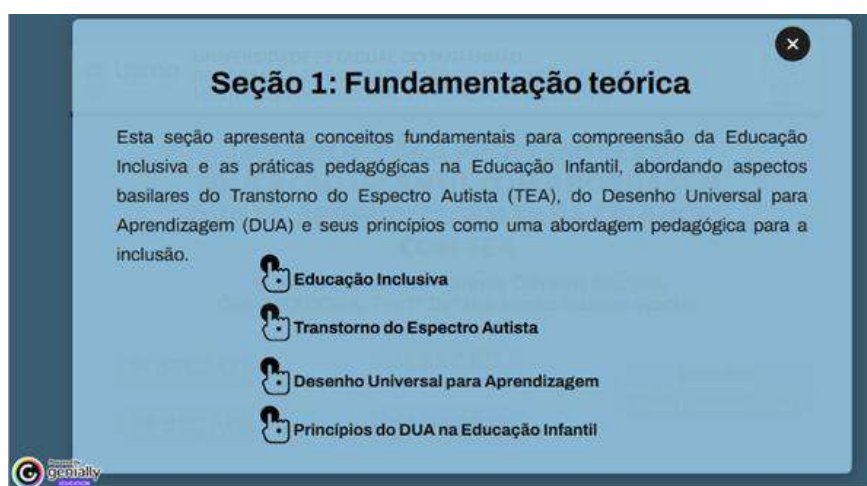 Seção 1: Fundamentação teórica
Esta seção apresenta conceitos fundamentais para compreensão da Educação
Inclusiva e as práticas pedagógicas na Educação Infantil, abordando aspectos
basilares do Transtorno do Espectro Autista (TEA), do Desenho Universal para
Aprendizagem (DUA) e seus princípios como uma abordagem pedagógica para a
inclusão.
Educação Inclusiva
Transtorno do Espectro Autista
Desenho Universal para Aprendizagem
Princípios do DUA na Educação Infantil
genially
EDUCATION